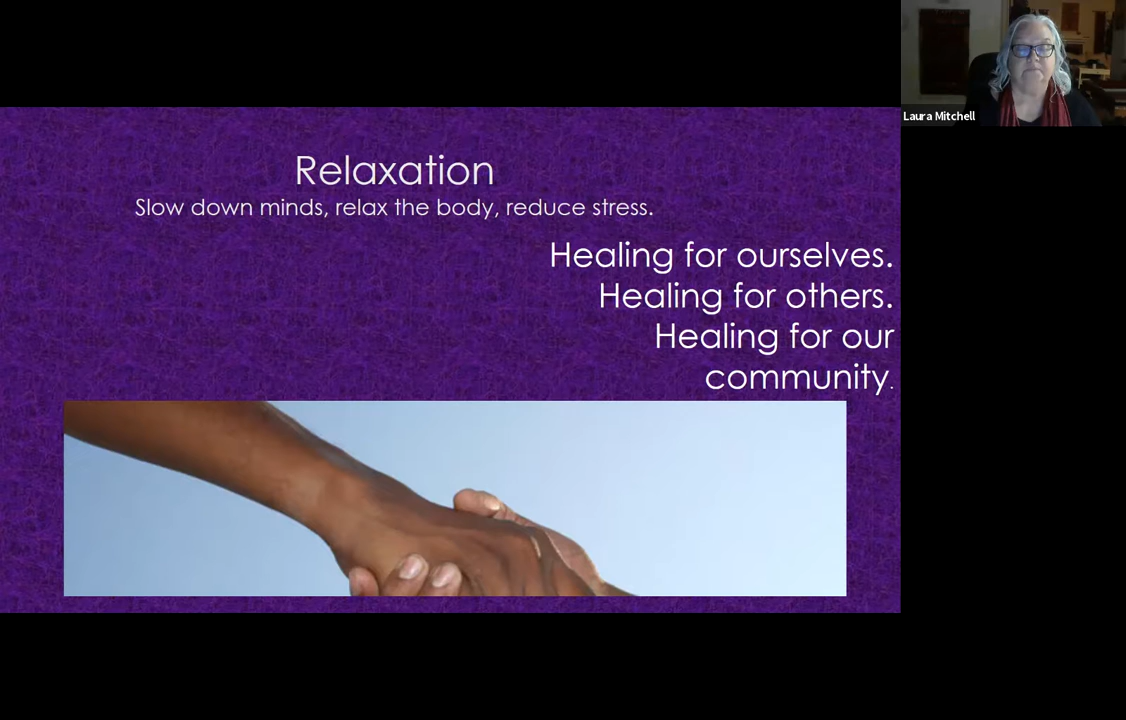 Relaxation
Slow down minds, relax the body, reduce stress.
Healing for ourselves.
Healing for others.
Healing for our
community.
Laura Mitchell